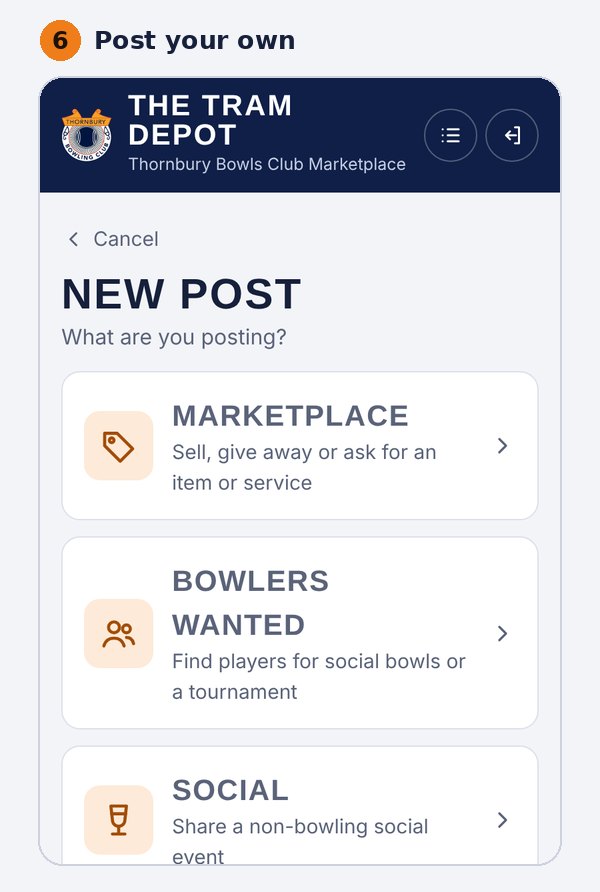 6 Post your own
THORNBURY
BOWLING CLUB
THE TRAM
DEPOT
Thornbury Bowls Club Marketplace
Cancel
NEW POST
What are you posting?
MARKETPLACE
Sell, give away or ask for an
item or service
BOWLERS
WANTED
Find players for social bowls or
a tournament
SOCIAL
Share a non-bowling social
event